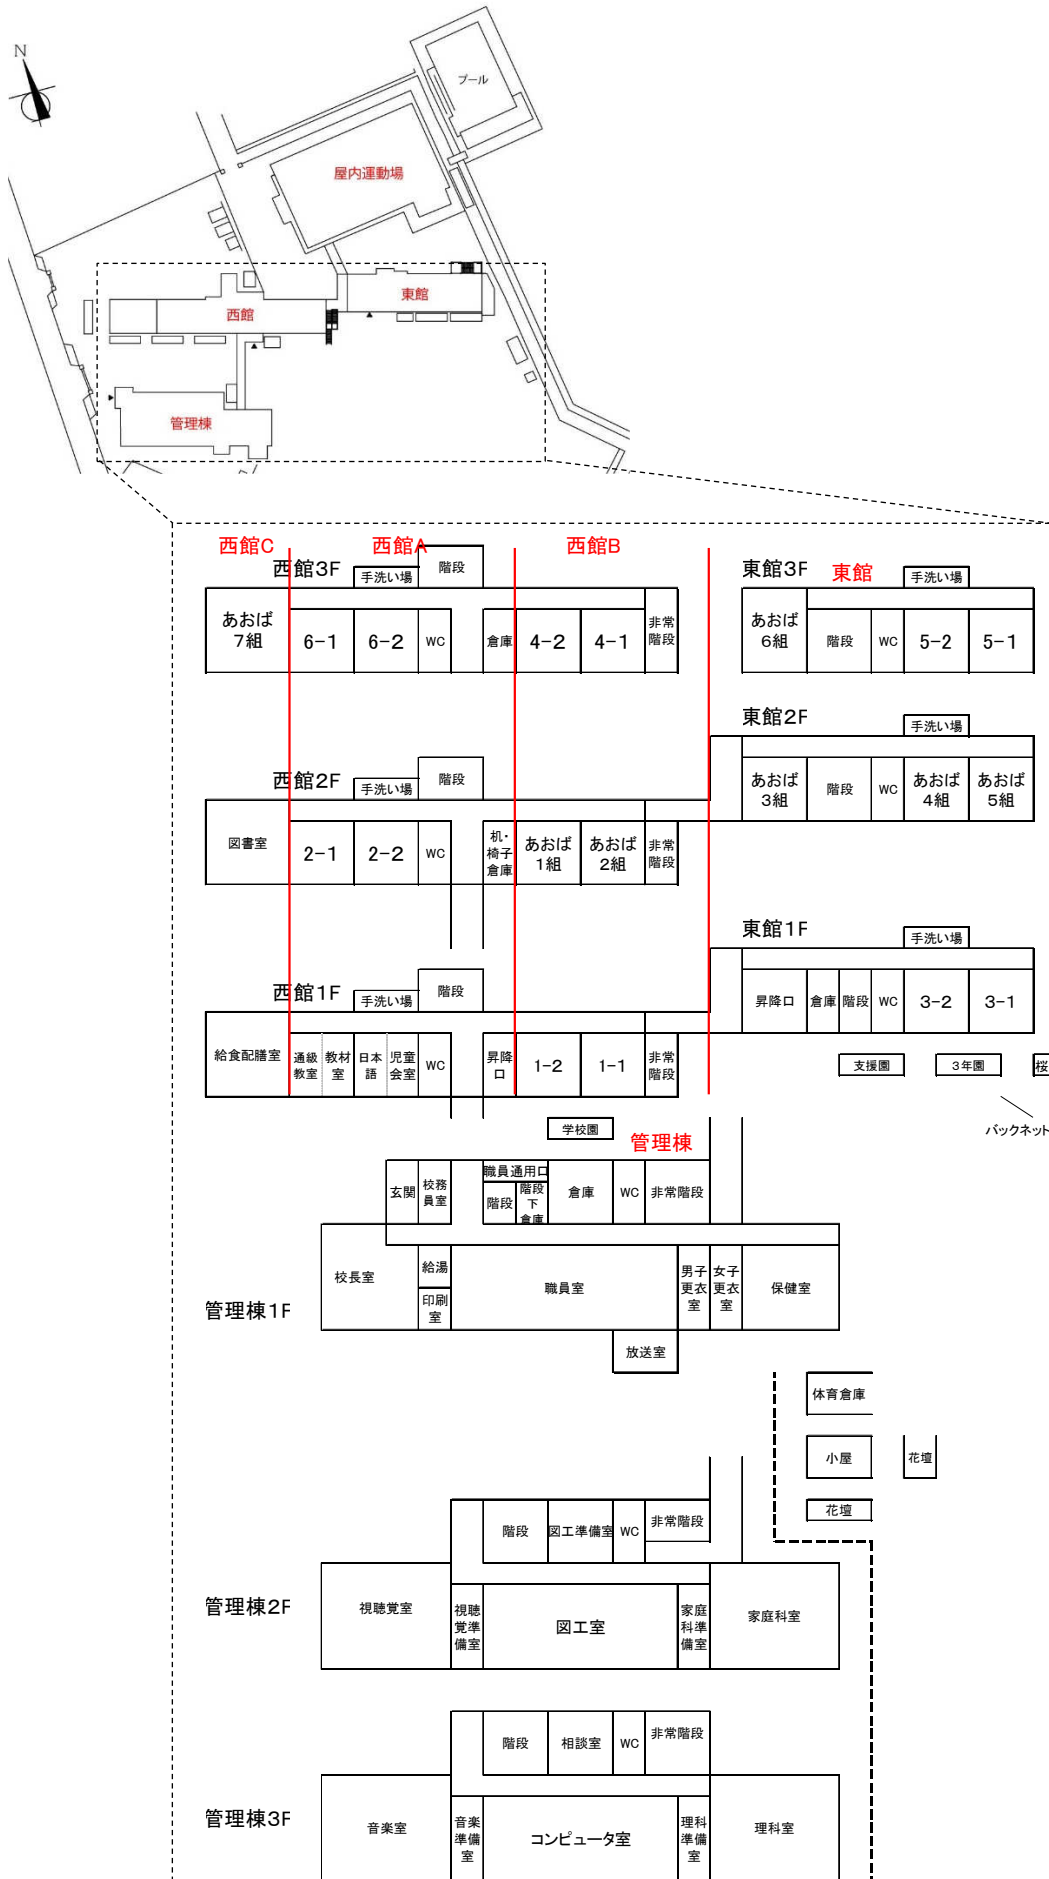 N
プール
屋内運動場
東館
西館
管理棟
西館C
西館A
西館B
西館3F
手洗い場
階段
東館3F
東館
手洗い場
あおば
7組
6-1
6-2
WC
倉庫
4-2
4-1
非常
階段
あおば
6組
階段
WC
5-2
5-1
東館2F
手洗い場
西館2F
手洗い場
階段
あおば
3組
階段
WC
あおば
4組
あおば
5組
図書室
2-1
2-2
WC
机・
椅子
倉庫
あおば
1組
あおば
2組
非常
階段
東館1F
手洗い場
西館1F
手洗い場
階段
昇降口
倉庫
階段
WC
3-2
3-1
給食配膳室
通級
教室
教材
室
日本
語
児童
会室
WC
昇降
口
1-2
1-1
非常
階段
支援園
3年園
桜
バックネット
学校園
管理棟
玄関
校務
員室
職員通用口
階段
階段
下
倉庫
倉庫
WC
非常階段
管理棟1F
校長室
給湯
印刷
室
職員室
男子
更衣
室
女子
更衣
室
保健室
放送室
体育倉庫
小屋
花壇
花壇
階段
図工準備室
WC
非常階段
管理棟2F
視聴覚室
視聴
覚準
備室
図工室
家庭
科準
備室
家庭科室
階段
相談室
WC
非常階段
管理棟3F
音楽室
音楽
準備
室
コンピュータ室
理科
準備
室
理科室